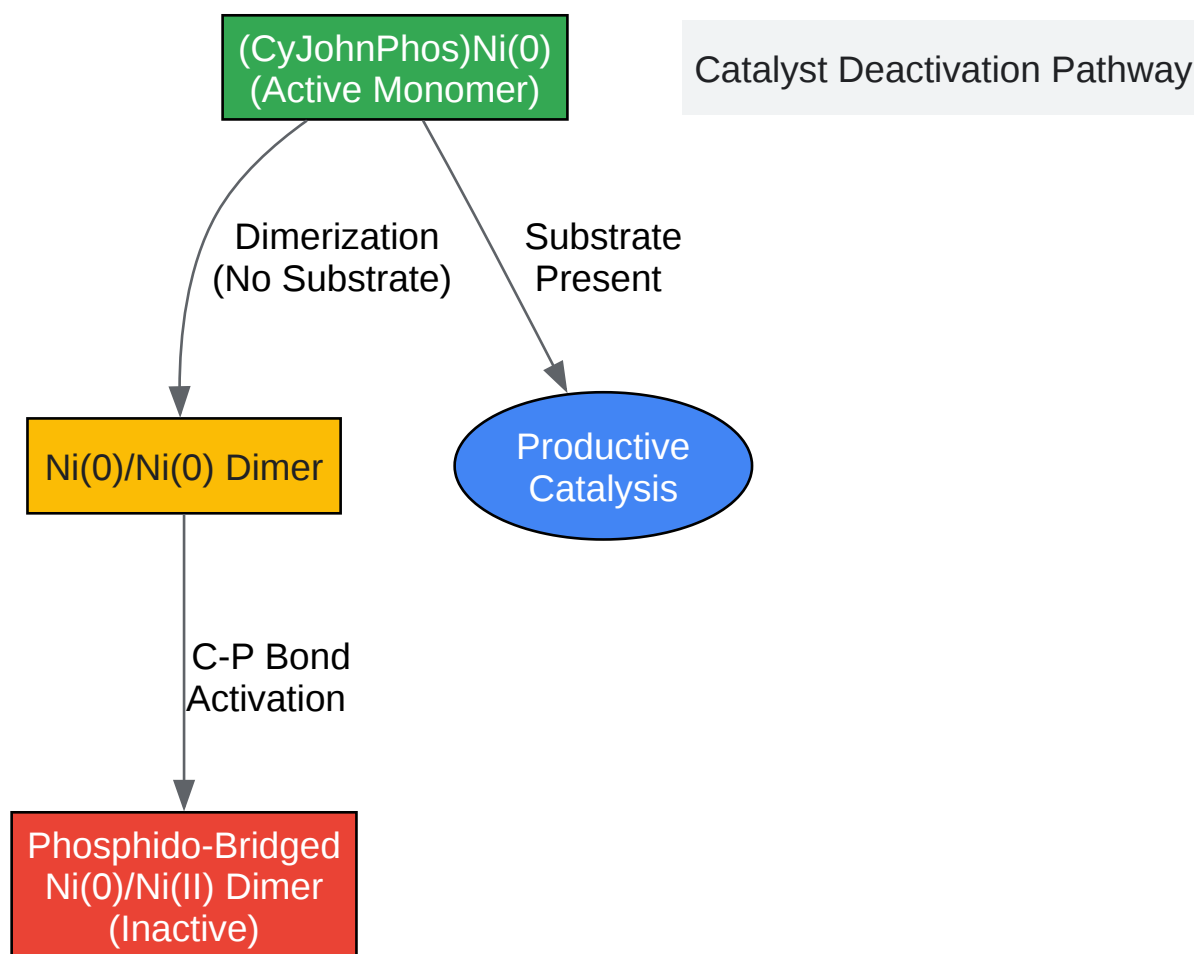 (CyJohnPhos)Ni(0)
(Active Monomer)
Catalyst Deactivation Pathway
Dimerization
(No Substrate)
Substrate
Present
Ni(0)/Ni(0) Dimer
Productive
Catalysis
C-P Bond
Activation
Phosphido-Bridged
Ni(0)/Ni(II) Dimer
(Inactive)